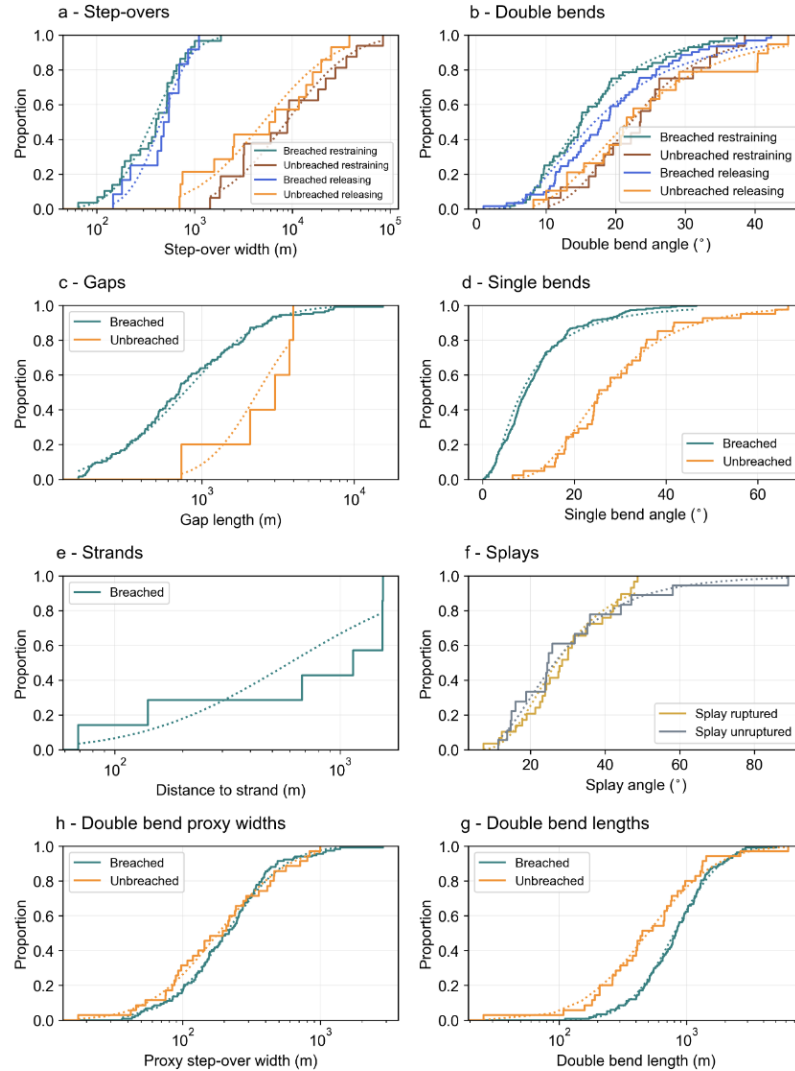 a - Step-overs
1.0
0.8
0.6
0.4
0.2
0.0
Proportion
Breached restraining
Unbreached restraining
Breached releasing
Unbreached releasing
10²
10³
10⁴
10⁵
Step-over width (m)
b - Double bends
1.0
0.8
0.6
0.4
0.2
0.0
Proportion
Breached restraining
Unbreached restraining
Breached releasing
Unbreached releasing
0
10
20
30
40
Double bend angle (°)
c - Gaps
1.0
0.8
0.6
0.4
0.2
0.0
Proportion
Breached
Unbreached
10³
10⁴
Gap length (m)
d - Single bends
1.0
0.8
0.6
0.4
0.2
0.0
Proportion
Breached
Unbreached
0
20
40
60
Single bend angle (°)
e - Strands
1.0
0.8
0.6
0.4
0.2
0.0
Proportion
Breached
10²
10³
Distance to strand (m)
f - Splays
1.0
0.8
0.6
0.4
0.2
0.0
Proportion
Splay ruptured
Splay unruptured
20
40
60
80
Splay angle (°)
h - Double bend proxy widths
1.0
0.8
0.6
0.4
0.2
0.0
Proportion
Breached
Unbreached
10²
10³
Proxy step-over width (m)
g - Double bend lengths
1.0
0.8
0.6
0.4
0.2
0.0
Proportion
Breached
Unbreached
10²
10³
Double bend length (m)